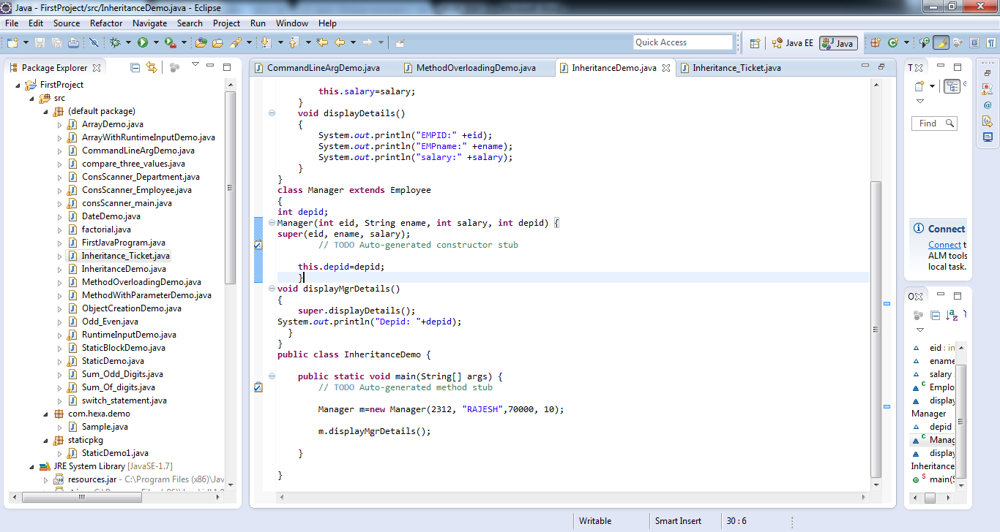 Java - FirstProject/src/InheritanceDemo.java - Eclipse
File Edit Source Refactor Navigate Search Project Run Window Help
Quick Access Java EE Java
Package Explorer
CommandLineArgDemo.java MethodOverloadingDemo.java InheritanceDemo.java Inheritance_Ticket.java
FirstProject
src
(default package)
ArrayDemo.java
ArrayWithRuntimeInputDemo.java
CommandLineArgDemo.java
compare_three_values.java
ConsScanner_Department.java
ConsScanner_Employee.java
consScanner_main.java
DateDemo.java
factorial.java
FirstJavaProgram.java
Inheritance_Ticket.java
InheritanceDemo.java
MethodOverloadingDemo.java
MethodWithParameterDemo.java
ObjectCreationDemo.java
Odd_Even.java
RuntimeInputDemo.java
StaticBlockDemo.java
StaticDemo.java
Sum_Odd_Digits.java
Sum_Of_digits.java
switch_statement.java
com.hexa.demo
Sample.java
staticpkg
StaticDemo1.java
JRE System Library [JavaSE-1.7]
resources.jar - C:\Program Files (x86)\Jav
this.salary=salary;
}
void displayDetails()
{
System.out.println("EMPID:" +eid);
System.out.println("EMPname:" +ename);
System.out.println("salary:" +salary);
}
}
class Manager extends Employee
{
int depid;
Manager(int eid, String ename, int salary, int depid) {
super(eid, ename, salary);
// TODO Auto-generated constructor stub
this.depid=depid;
}
void displayMgrDetails()
{
super.displayDetails();
System.out.println("Depid: "+depid);
}
}
public class InheritanceDemo {
public static void main(String[] args) {
// TODO Auto-generated method stub
Manager m=new Manager(2312, "RAJESH",70000, 10);
m.displayMgrDetails();
}
}
T
Find
Connect
Connect t
ALM tools
local task.
O
eid : in
ename
salary
Emplo
display
Manager
depid
Manag
display
Inheritance
main(S
Writable Smart Insert 30 : 6